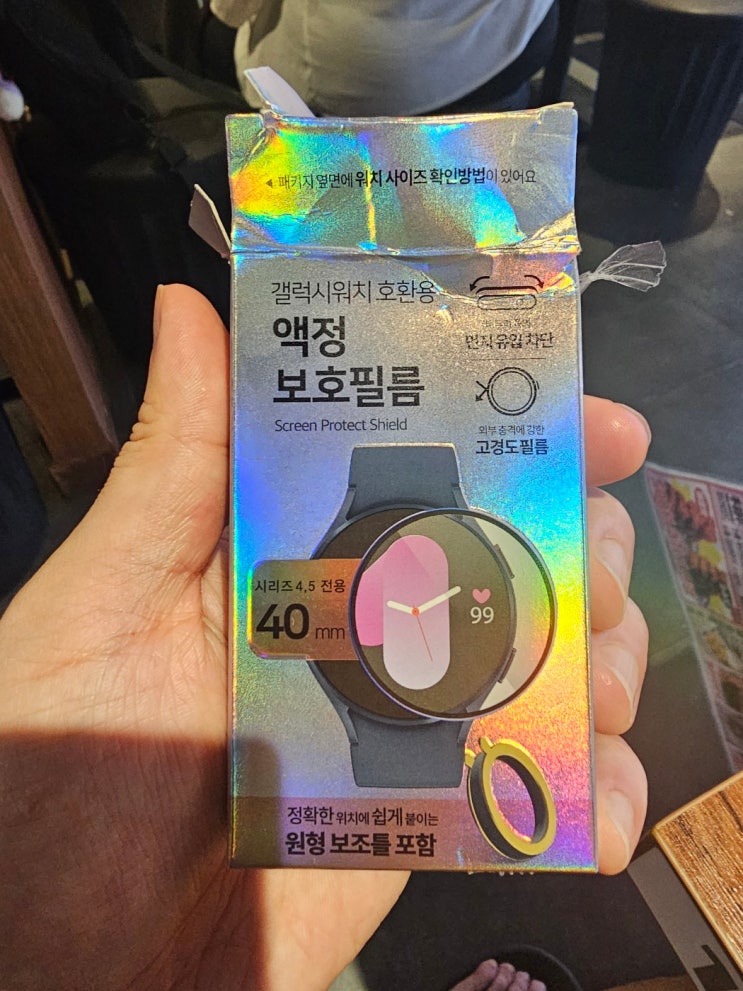 ◀ 패키지 옆면에 워치 사이즈 확인방법이 있어요
갤럭시워치 호환용
액정
보호필름
Screen Protect Shield
먼지 유입 차단
외부 충격에 강한
고경도필름
시리즈 4,5 전용
40 mm
99
정확한 위치에 쉽게 붙이는
원형 보조틀 포함